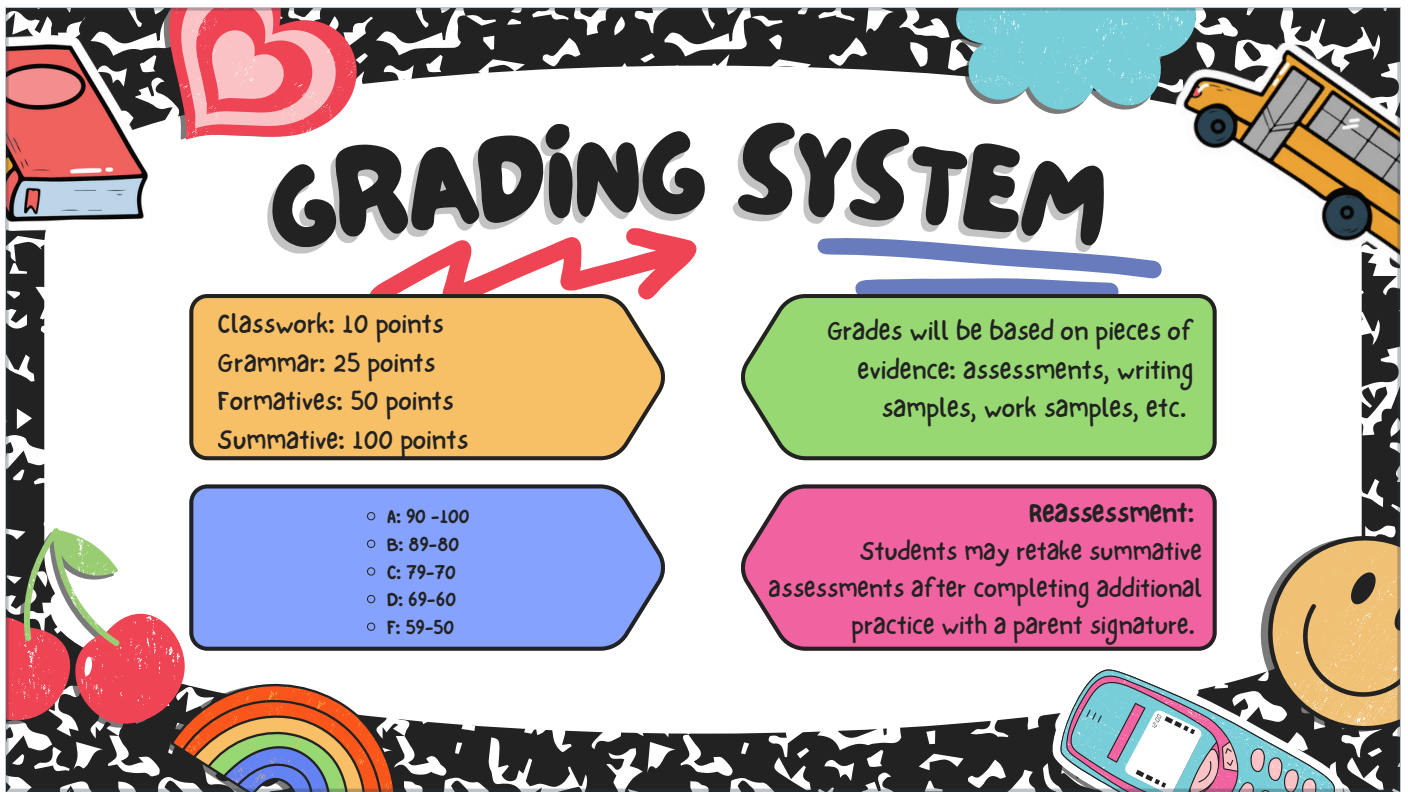 GRADING SYSTEM
Classwork: 10 points
Grammar: 25 points
Formatives: 50 points
Summative: 100 points
Grades will be based on pieces of
evidence: assessments, writing
samples, work samples, etc.
A: 90 -100
B: 89-80
C: 79-70
D: 69-60
F: 59-50
Reassessment:
Students may retake summative
assessments after completing additional
practice with a parent signature.